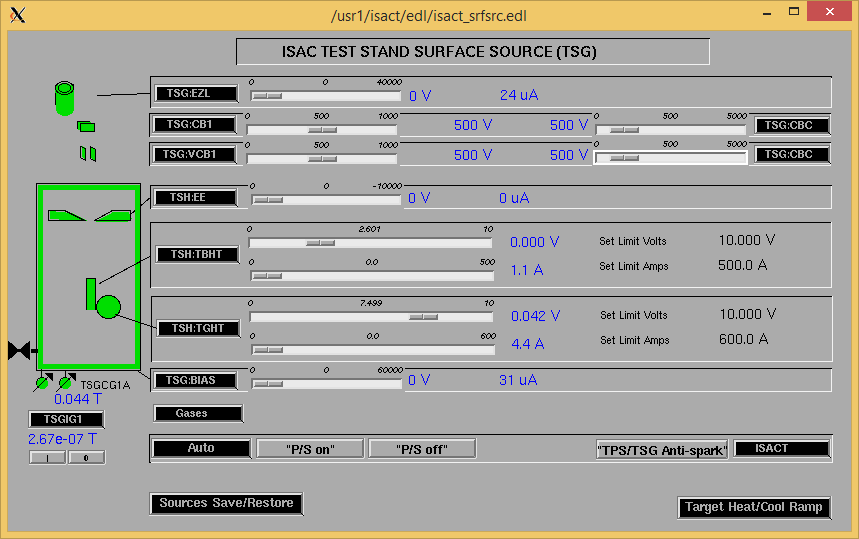 /usr1/isact/edl/isact_srfsrc.edl
ISAC TEST STAND SURFACE SOURCE (TSG)
TSG:EZL 0 0 40000 0 V 24 uA
TSG:CB1 0 500 1000 500 V 500 V 0 500 5000 TSG:CBC
TSG:VCB1 0 500 1000 500 V 500 V 0 500 5000 TSG:CBC
TSH:EE 0 0 -10000 0 V 0 uA
0 2.601 10 0.000 V Set Limit Volts 10.000 V
TSH:TBHT
0 0.0 500 1.1 A Set Limit Amps 500.0 A
0 7.499 10 0.042 V Set Limit Volts 10.000 V
TSH:TGHT
0 0.0 600 4.4 A Set Limit Amps 600.0 A
TSG:BIAS 0 0 60000 0 V 31 uA
TSGCG1A
0.044 T
Gases
TSGIG1
2.67e-07 T
I 0
Auto "P/S on" "P/S off" "TPS/TSG Anti-spark" ISACT
Sources Save/Restore
Target Heat/Cool Ramp